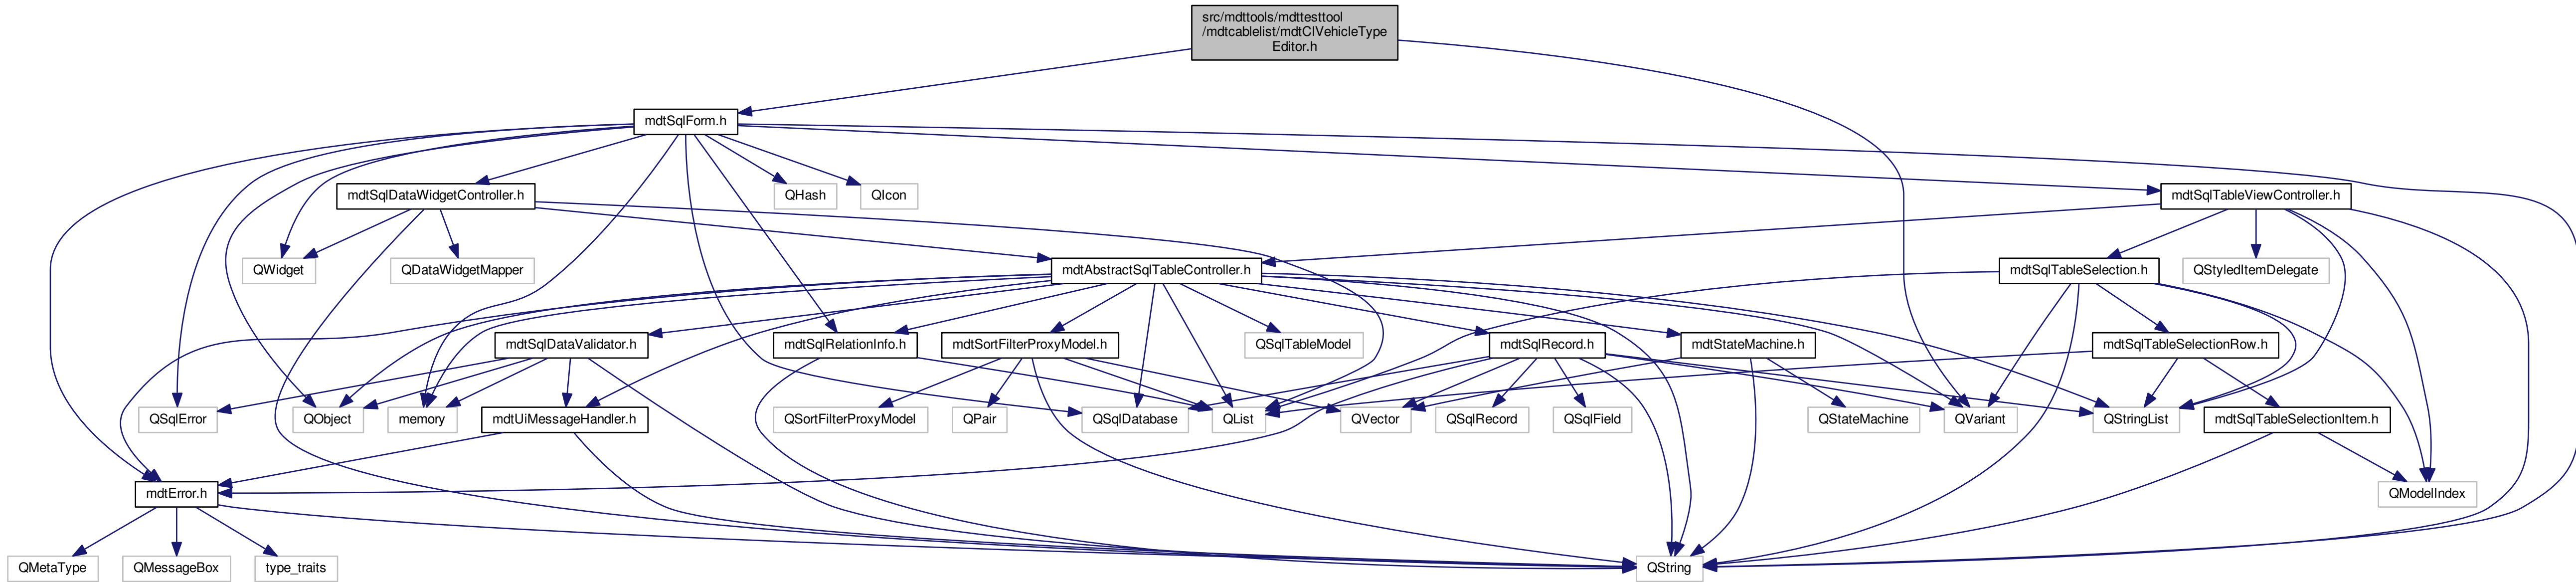 src/mdttools/mdttesttool
/mdtcablelist/mdtClVehicleType
Editor.h
mdtSqlForm.h
mdtSqlDataWidgetController.h
QHash
QIcon
mdtSqlTableViewController.h
QWidget
QDataWidgetMapper
mdtAbstractSqlTableController.h
mdtSqlTableSelection.h
QStyledItemDelegate
mdtSqlDataValidator.h
mdtSqlRelationInfo.h
mdtSortFilterProxyModel.h
QSqlTableModel
mdtSqlRecord.h
mdtStateMachine.h
mdtSqlTableSelectionRow.h
QSqlError
QObject
memory
mdtUiMessageHandler.h
QSortFilterProxyModel
QPair
QSqlDatabase
QList
QVector
QSqlRecord
QSqlField
QStateMachine
QVariant
QStringList
mdtSqlTableSelectionItem.h
mdtError.h
QModelIndex
QMetaType
QMessageBox
type_traits
QString